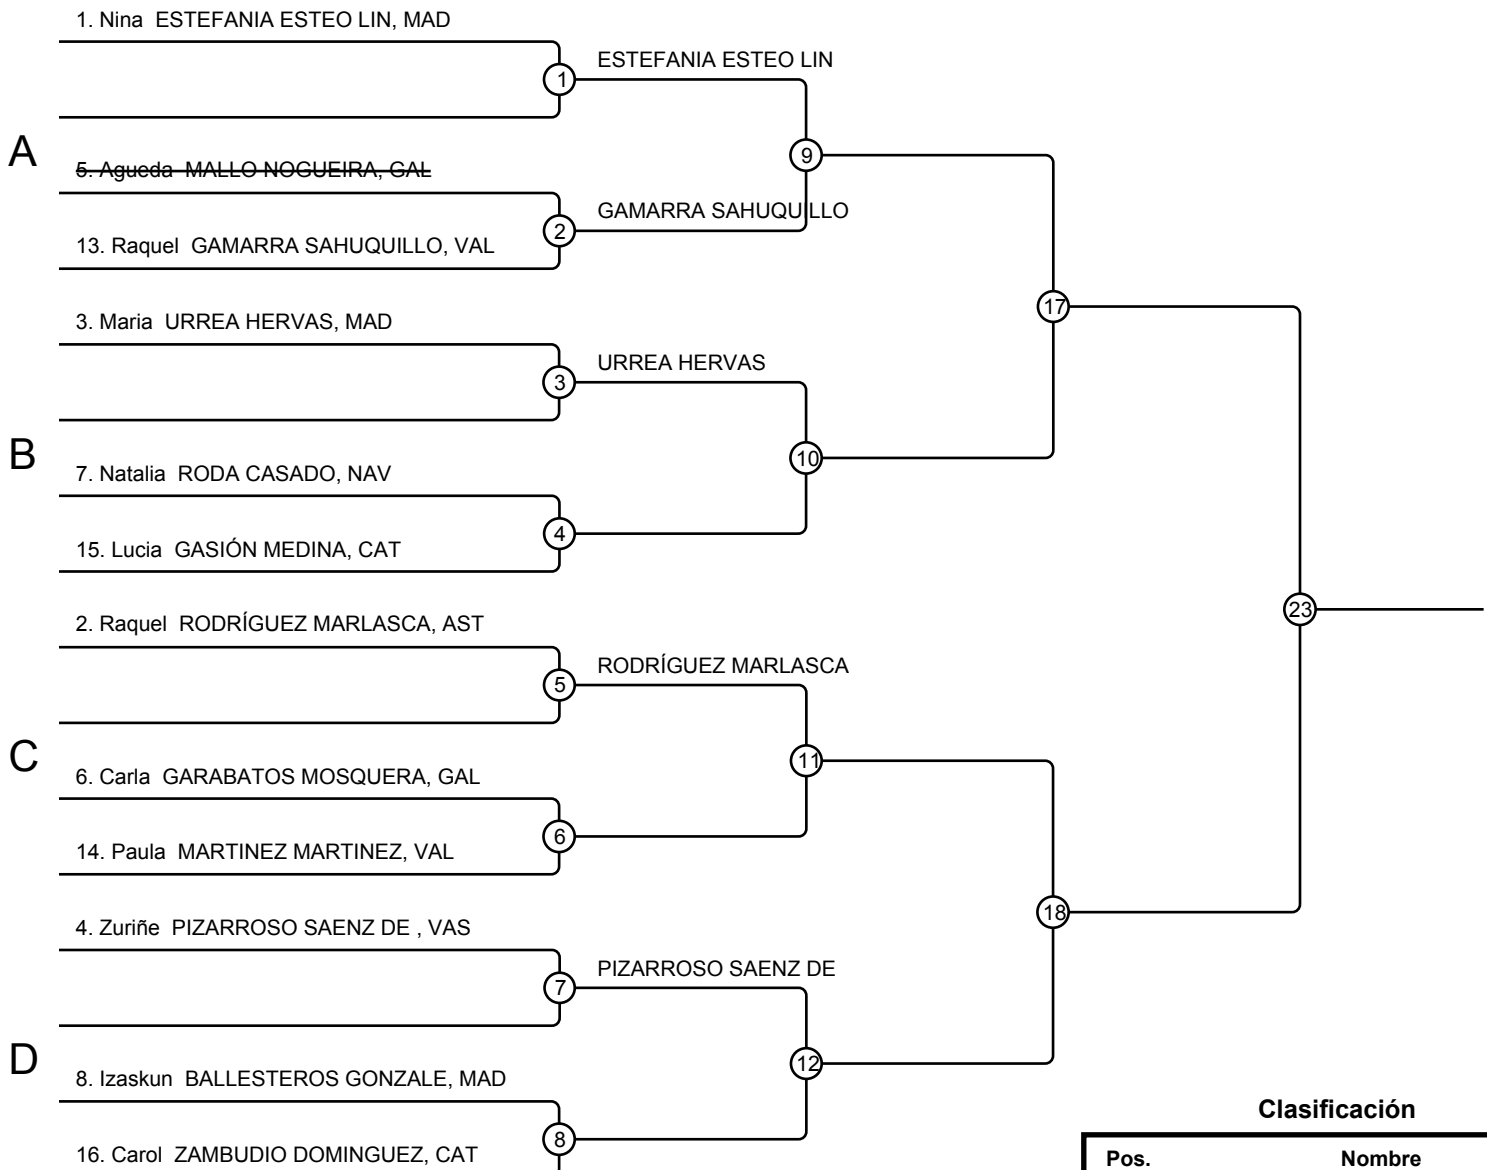 1. Nina ESTEFANIA ESTEO LIN, MAD
ESTEFANIA ESTEO LIN
1
A
9
5. Agueda MALLO NOGUEIRA, GAL
GAMARRA SAHUQUILLO
2
13. Raquel GAMARRA SAHUQUILLO, VAL
17
3. Maria URREA HERVAS, MAD
URREA HERVAS
3
B
10
7. Natalia RODA CASADO, NAV
4
15. Lucia GASIÓN MEDINA, CAT
23
2. Raquel RODRÍGUEZ MARLASCA, AST
RODRÍGUEZ MARLASCA
5
C
11
6. Carla GARABATOS MOSQUERA, GAL
6
14. Paula MARTINEZ MARTINEZ, VAL
18
4. Zuriñe PIZARROSO SAENZ DE , VAS
PIZARROSO SAENZ DE
7
D
12
8. Izaskun BALLESTEROS GONZALE, MAD
8
16. Carol ZAMBUDIO DOMINGUEZ, CAT
Clasificación
Pos. Nombre